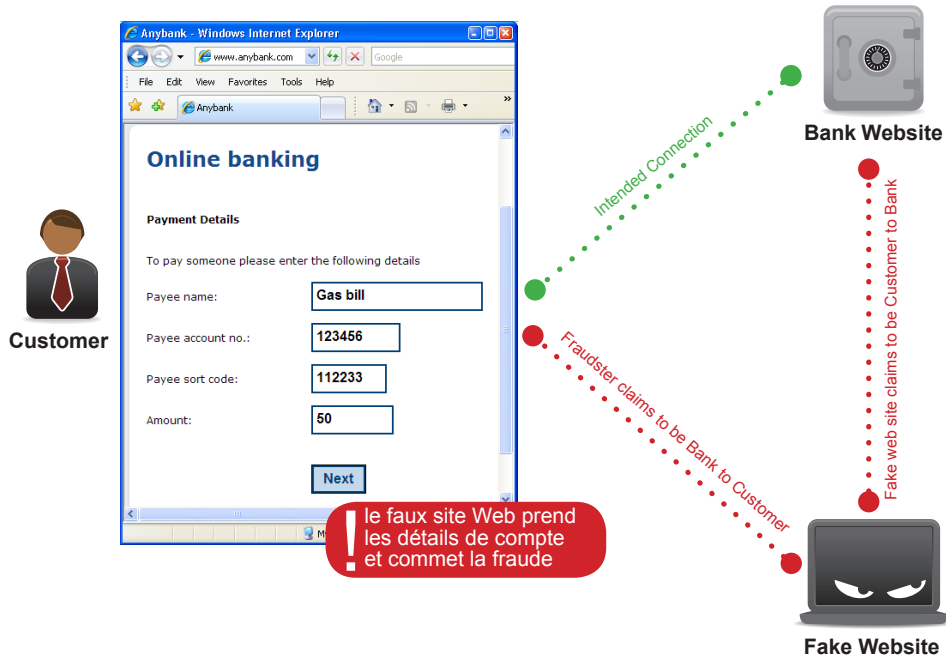 Anybank - Windows Internet Explorer
www.anybank.com
Google
File Edit View Favorites Tools Help
Anybank
»
Online banking
Payment Details
To pay someone please enter the following details
Payee name: Gas bill
Payee account no.: 123456
Payee sort code: 112233
Amount: 50
Next
! le faux site Web prend
les détails de compte
et commet la fraude
Customer
Intended Connection
Bank Website
Fraudster claims to be Bank to Customer
Fake web site claims to be Customer to Bank
Fake Website